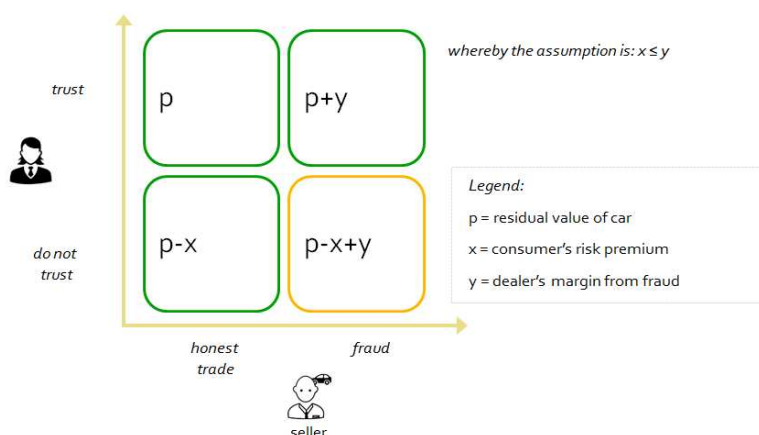 whereby the assumption is: x ≤ y
trust
p
p+y
Legend:
p = residual value of car
x = consumer's risk premium
y = dealer's margin from fraud
do not
trust
p-x
p-x+y
honest
trade
fraud
seller